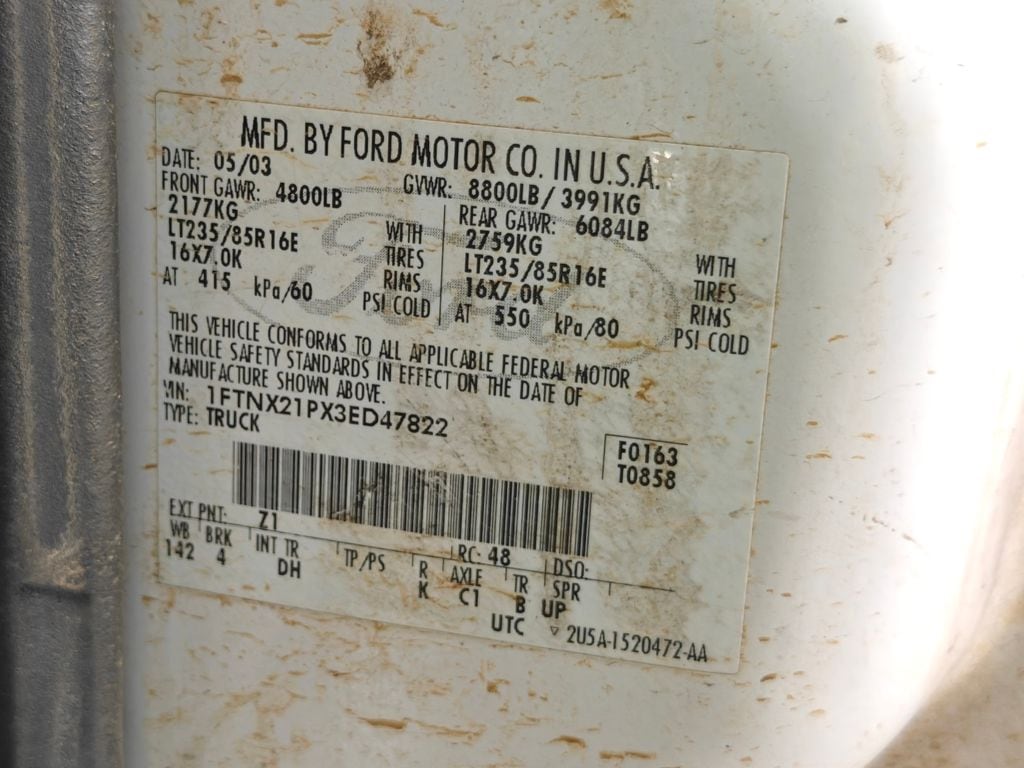 MFD. BY FORD MOTOR CO. IN U.S.A.
DATE: 05/03 GVWR: 8800LB / 3991KG
FRONT GAWR: 4800LB REAR GAWR: 6084LB
2177KG WITH 2759KG WITH
LT235/85R16E TIRES LT235/85R16E TIRES
16X7.0K RIMS 16X7.0K RIMS
AT 415 kPa/60 PSI COLD AT 550 kPa/80 PSI COLD
THIS VEHICLE CONFORMS TO ALL APPLICABLE FEDERAL MOTOR
VEHICLE SAFETY STANDARDS IN EFFECT ON THE DATE OF
MANUFACTURE SHOWN ABOVE.
VIN: 1FTNX21PX3ED47822
TYPE: TRUCK
F0163
T0858
EXT PNT: Z1 RC: 48 DSO:
WB BRK INT TR TP/PS R AXLE TR SPR
142 4 DH K C1 B UP
UTC ▽ 2U5A-1520472-AA
Ford